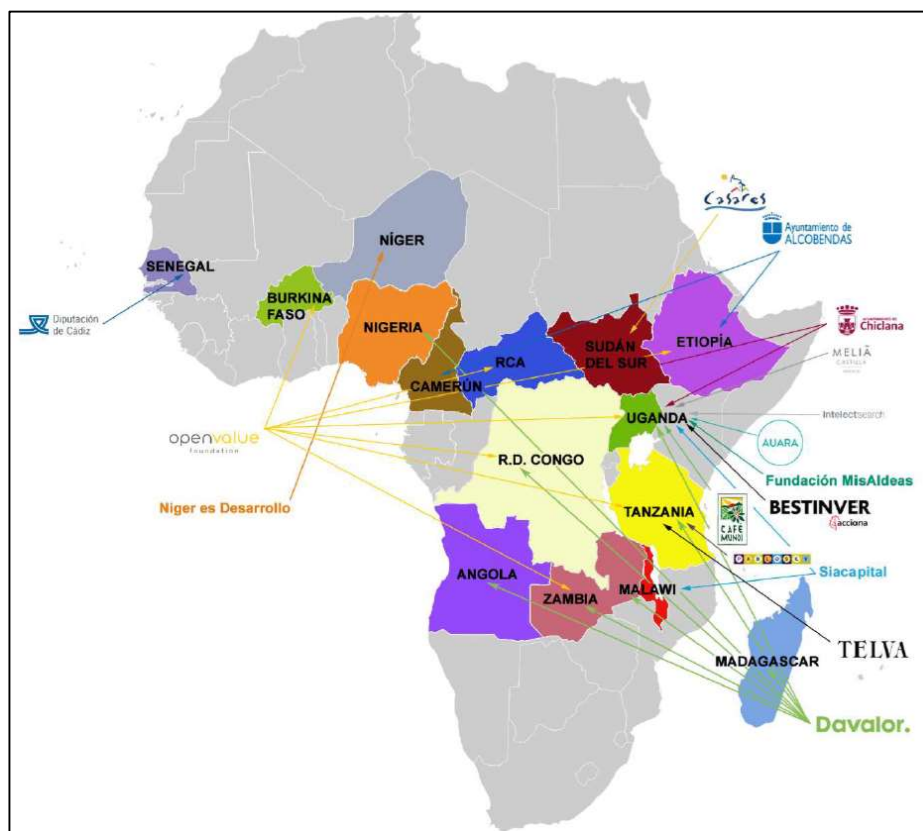 Casares
Ayuntamiento de
ALCOBENDAS
NÍGER
SENEGAL
BURKINA
FASO
Diputación
de Cádiz
NIGERIA
SUDÁN
DEL SUR
ETIOPÍA
Chiclana
RCA
CAMERÚN
MELIÁ
CASTILLA
UGANDA
Intelectsearch
openvalue
foundation
AUARA
R.D. CONGO
Fundación MisAldeas
Niger es Desarrollo
TANZANIA
BESTINVER
acciona
CAFE
MUNDI
ANGOLA
ZAMBIA
MALAWI
Siacapital
MADAGASCAR
TELVA
Davalor.